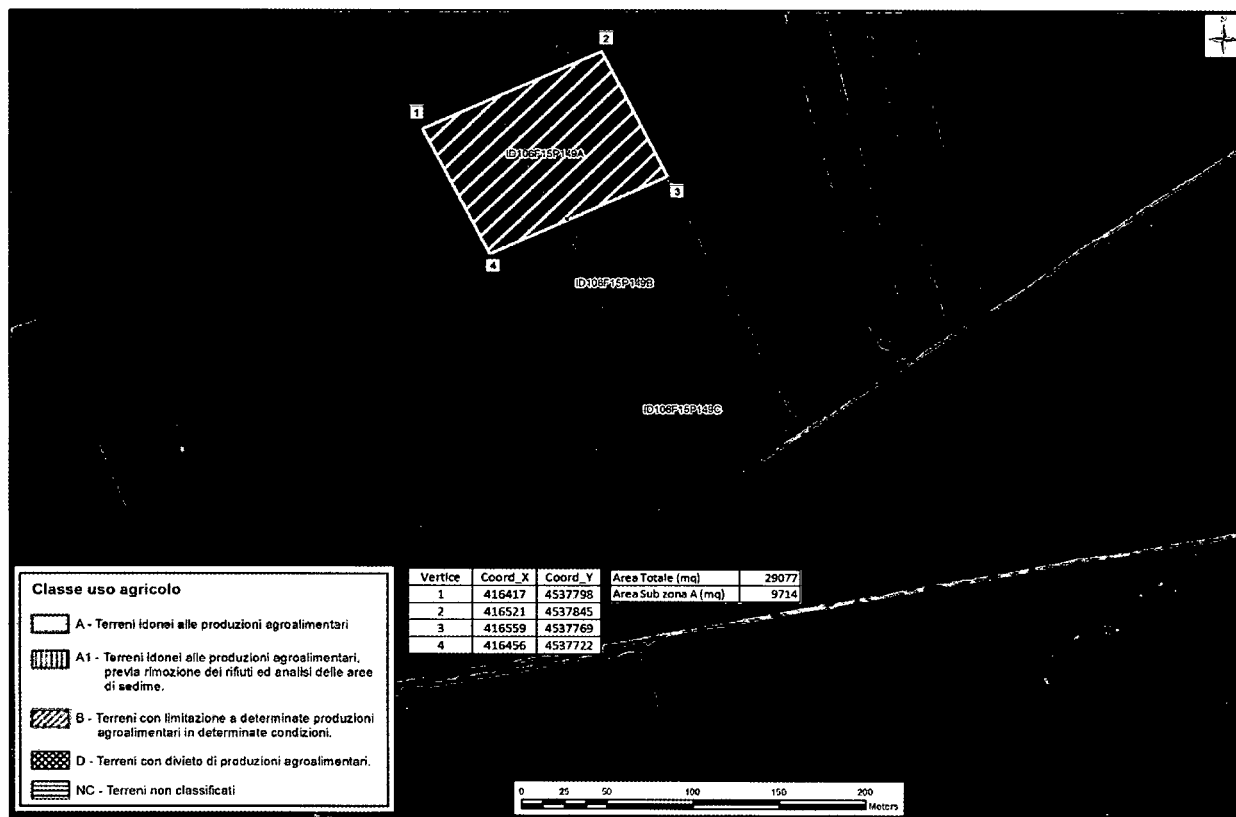 2
1
ID106F15P149A
3
4
ID106F15P149B
ID106F15P149C
Classe uso agricolo
A - Terreni idonei alle produzioni agroalimentari
A1 - Terreni idonei alle produzioni agroalimentari,
previa rimozione dei rifiuti ed analisi delle aree
di sedime.
B - Terreni con limitazione a determinate produzioni
agroalimentari in determinate condizioni.
D - Terreni con divieto di produzioni agroalimentari.
NC - Terreni non classificati
Vertice Coord_X Coord_Y
1 416417 4537798
2 416521 4537845
3 416559 4537769
4 416456 4537722
Area Totale (mq) 29077
Area Sub zona A (mq) 9714
0 25 50 100 150 200
Meters